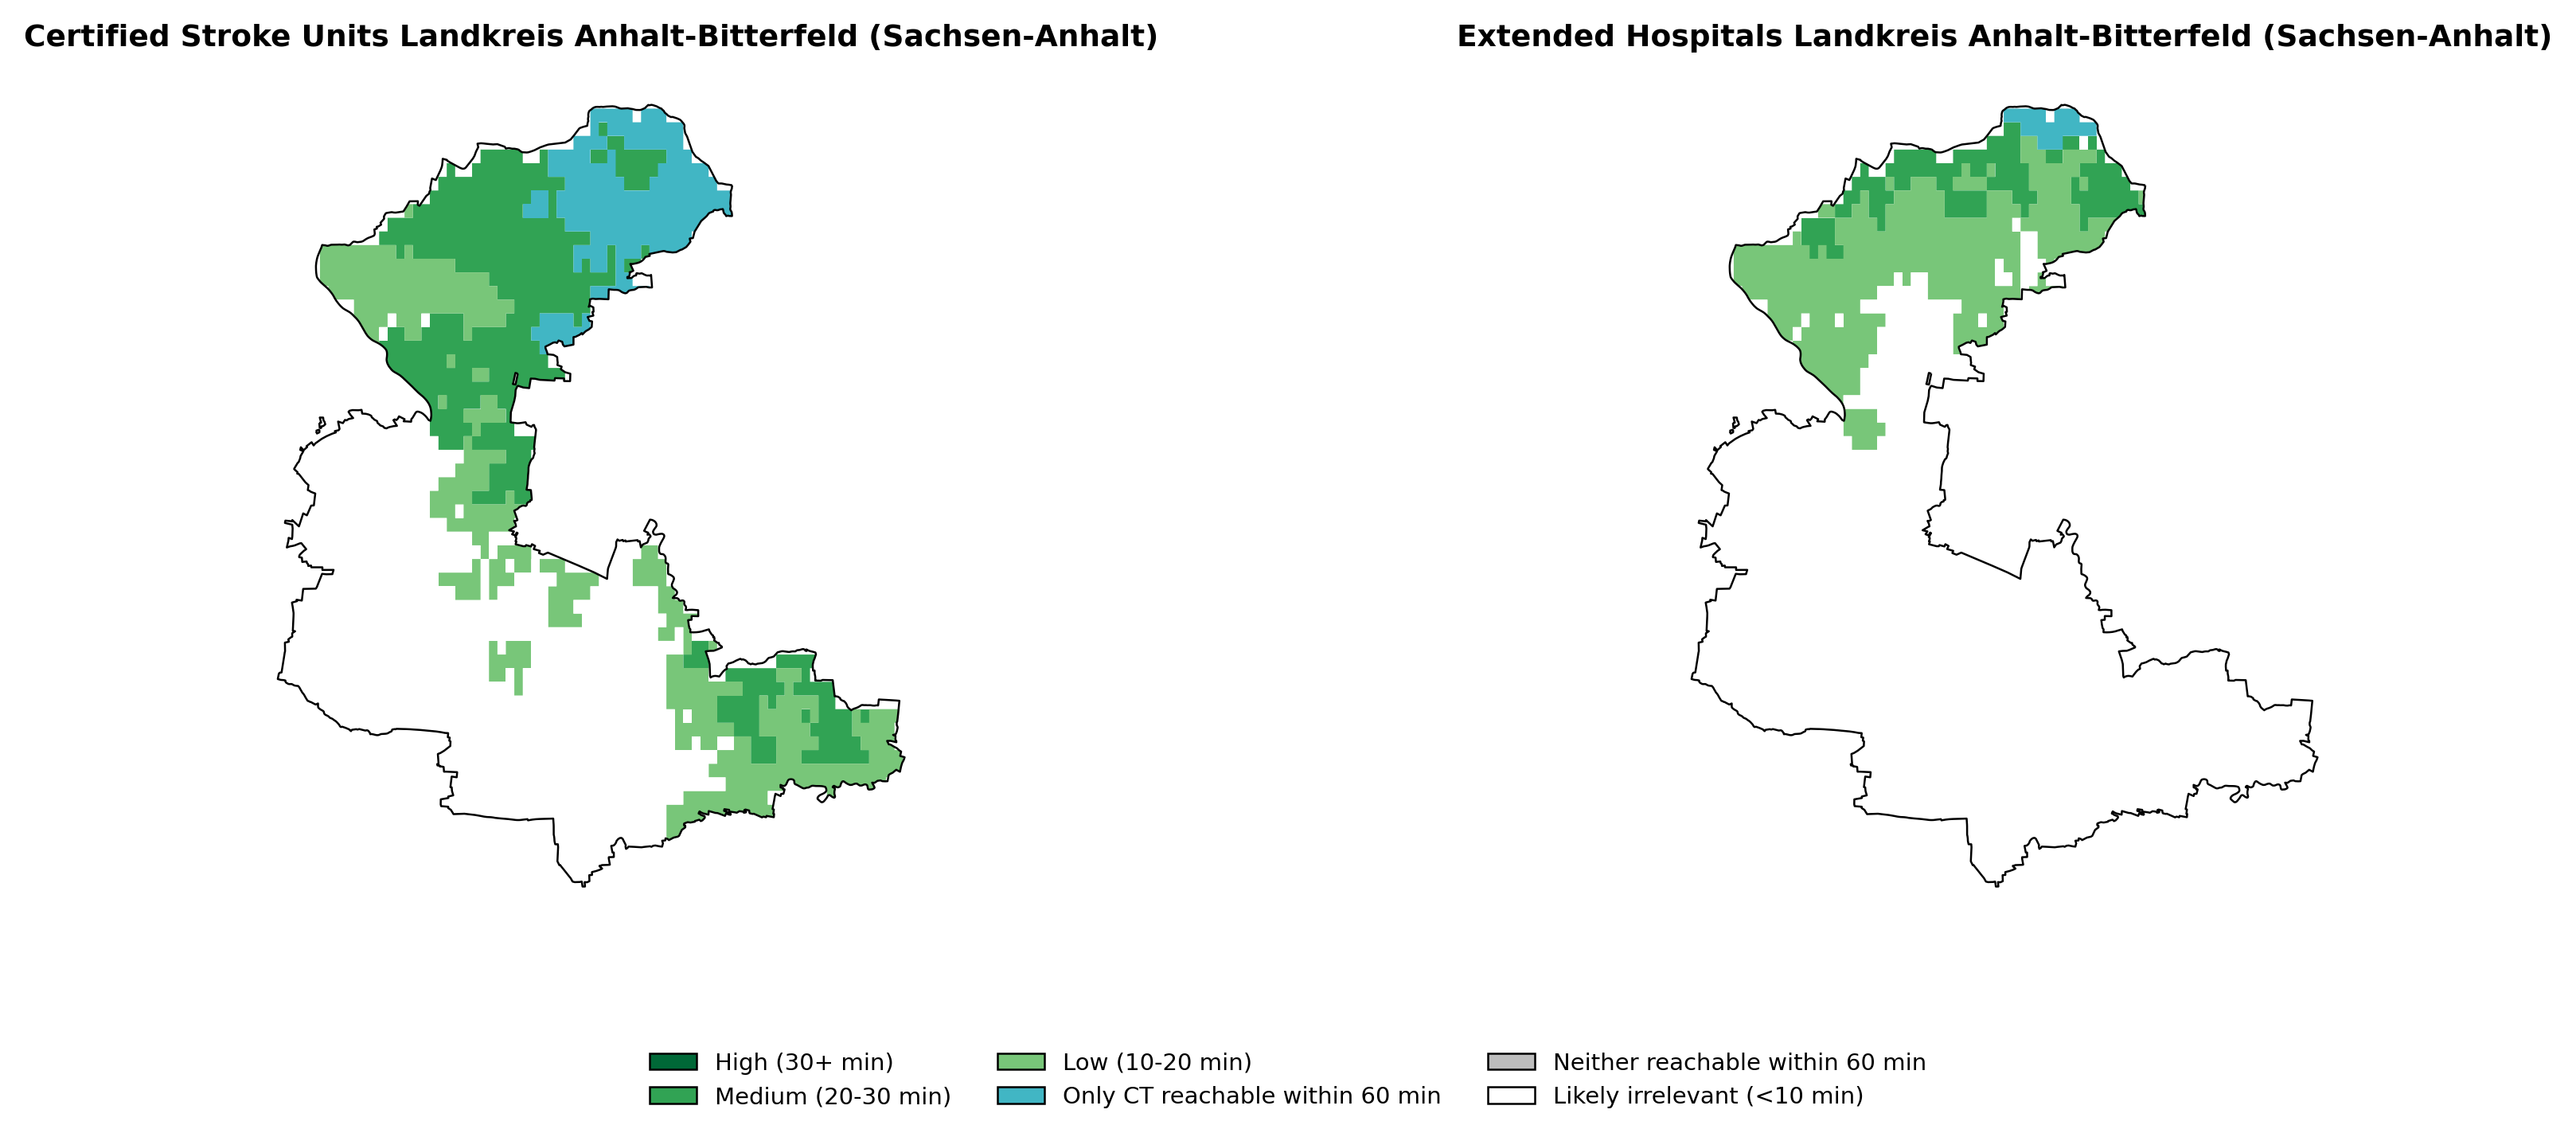 Certified Stroke Units Landkreis Anhalt-Bitterfeld (Sachsen-Anhalt)
Extended Hospitals Landkreis Anhalt-Bitterfeld (Sachsen-Anhalt)
High (30+ min)
Medium (20-30 min)
Low (10-20 min)
Only CT reachable within 60 min
Neither reachable within 60 min
Likely irrelevant (<10 min)